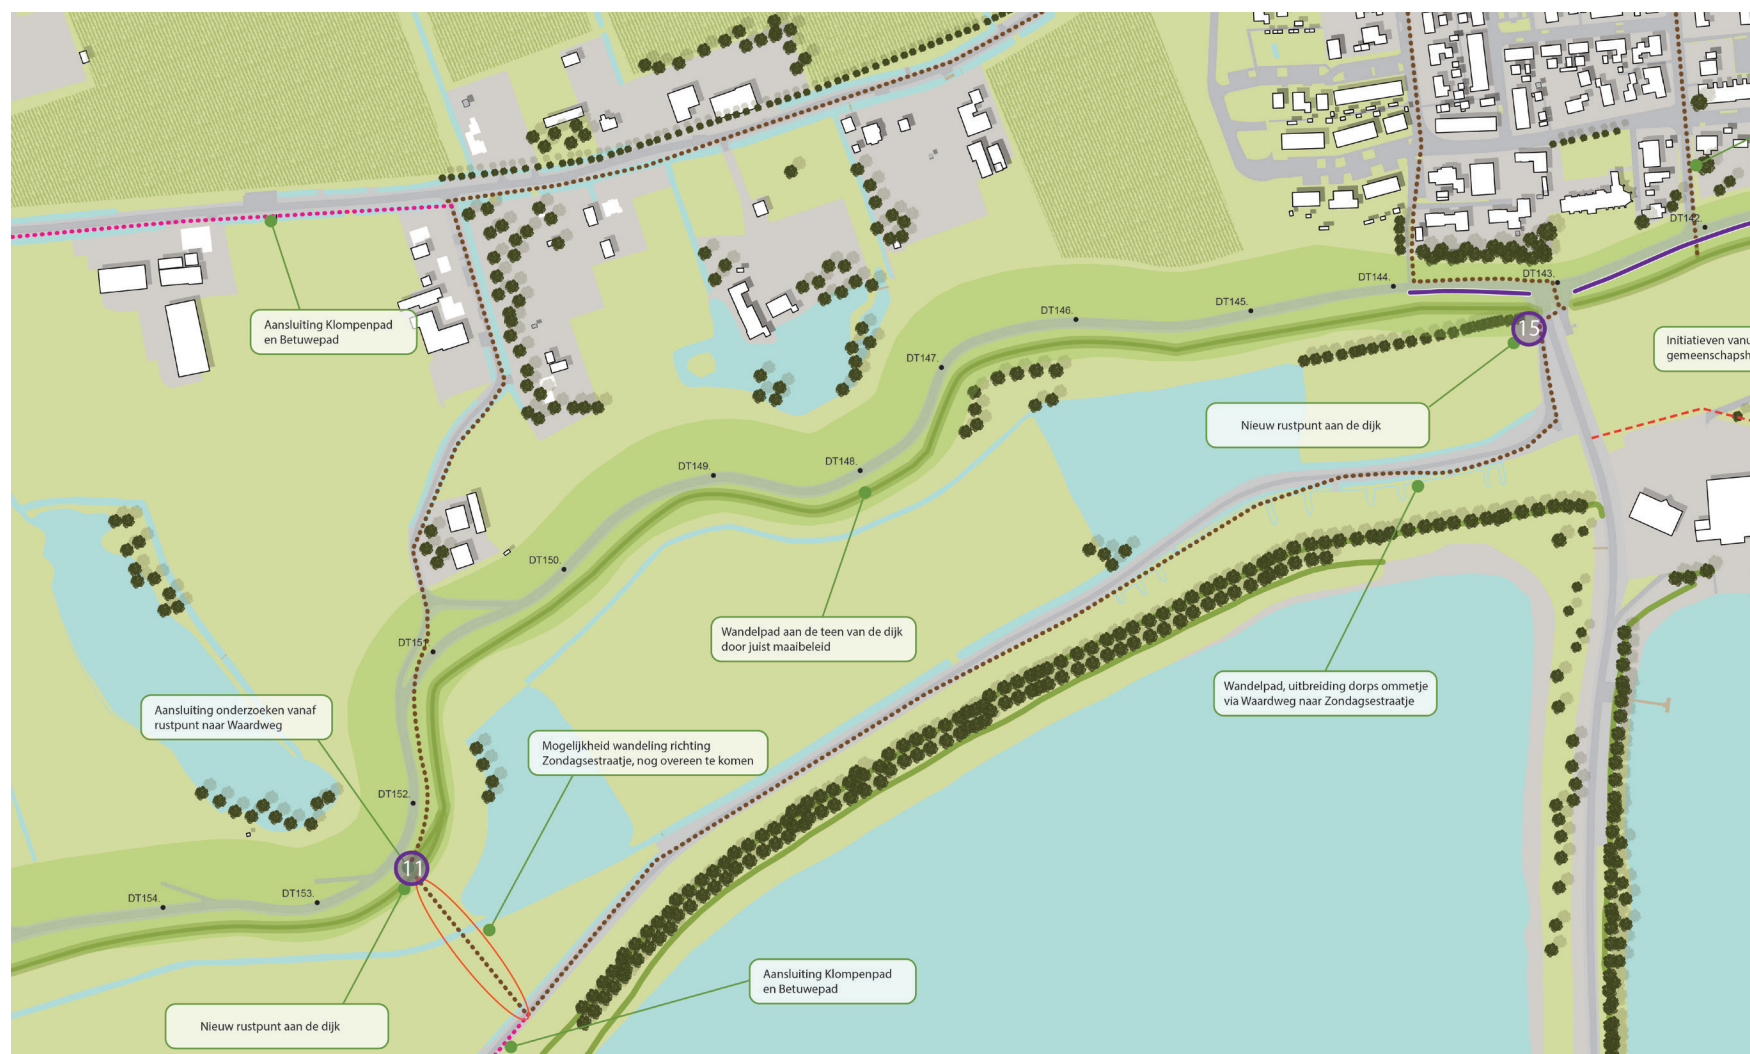 DT142.
Aansluiting Klompenpad
en Betuwepad
DT143.
DT144.
DT145.
DT146.
15
Initiatieven
gemeenschapsh
DT147.
Nieuw rustpunt aan de dijk
DT148.
DT149.
DT150.
Wandelpad aan de teen van de dijk
door juist maaibeleid
DT151
Wandelpad, uitbreiding dorps ommetje
via Waardweg naar Zondagsestraatje
Aansluiting onderzoeken vanaf
rustpunt naar Waardweg
Mogelijkheid wandeling richting
Zondagsestraatje, nog overeen te komen
DT152.
11
DT153.
DT154.
Aansluiting Klompenpad
en Betuwepad
Nieuw rustpunt aan de dijk